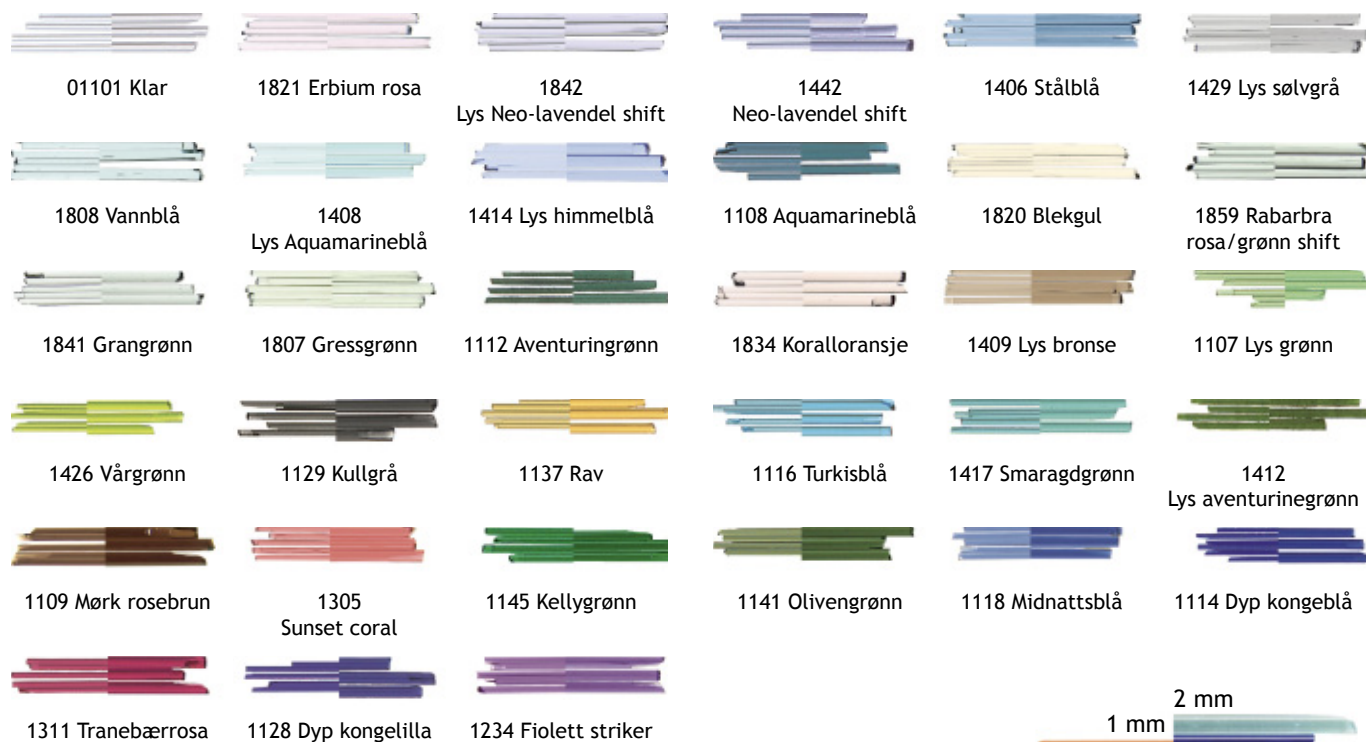 01101 Klar
1821 Erbium rosa
1842
Lys Neo-lavendel shift
1442
Neo-lavendel shift
1406 Stålblå
1429 Lys sølvgrå
1808 Vannblå
1408
Lys Aquamarineblå
1414 Lys himmelblå
1108 Aquamarineblå
1820 Blekgul
1859 Rabarbra
rosa/grønn shift
1841 Grangrønn
1807 Gressgrønn
1112 Aventuringrønn
1834 Koralloransje
1409 Lys bronse
1107 Lys grønn
1426 Vårgrønn
1129 Kullgrå
1137 Rav
1116 Turkisblå
1417 Smaragdgrønn
1412
Lys aventurinegrønn
1109 Mørk rosebrun
1305
Sunset coral
1145 Kellygrønn
1141 Olivengrønn
1118 Midnattsblå
1114 Dyp kongeblå
1311 Tranebærrosa
1128 Dyp kongelilla
1234 Fiolett striker
2 mm
1 mm